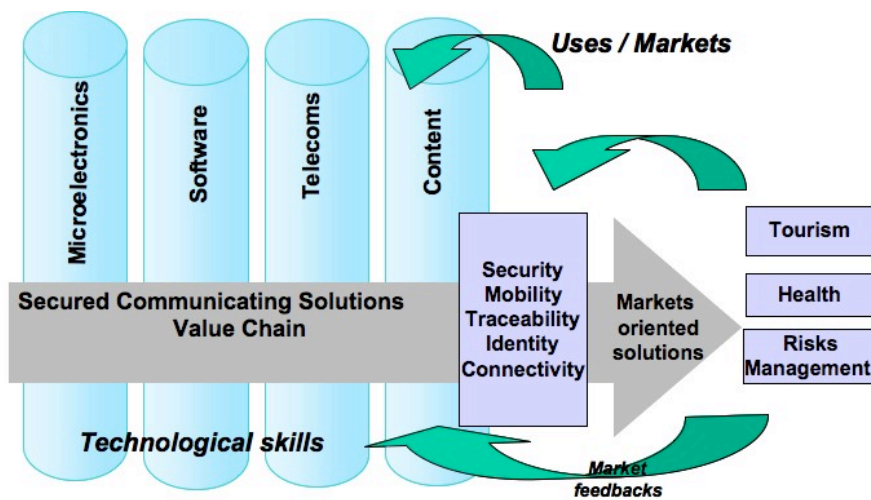 Uses / Markets
Microelectronics
Software
Telecoms
Content
Secured Communicating Solutions
Value Chain
Security
Mobility
Traceability
Identity
Connectivity
Markets
oriented
solutions
Tourism
Health
Risks
Management
Technological skills
Market
feedbacks